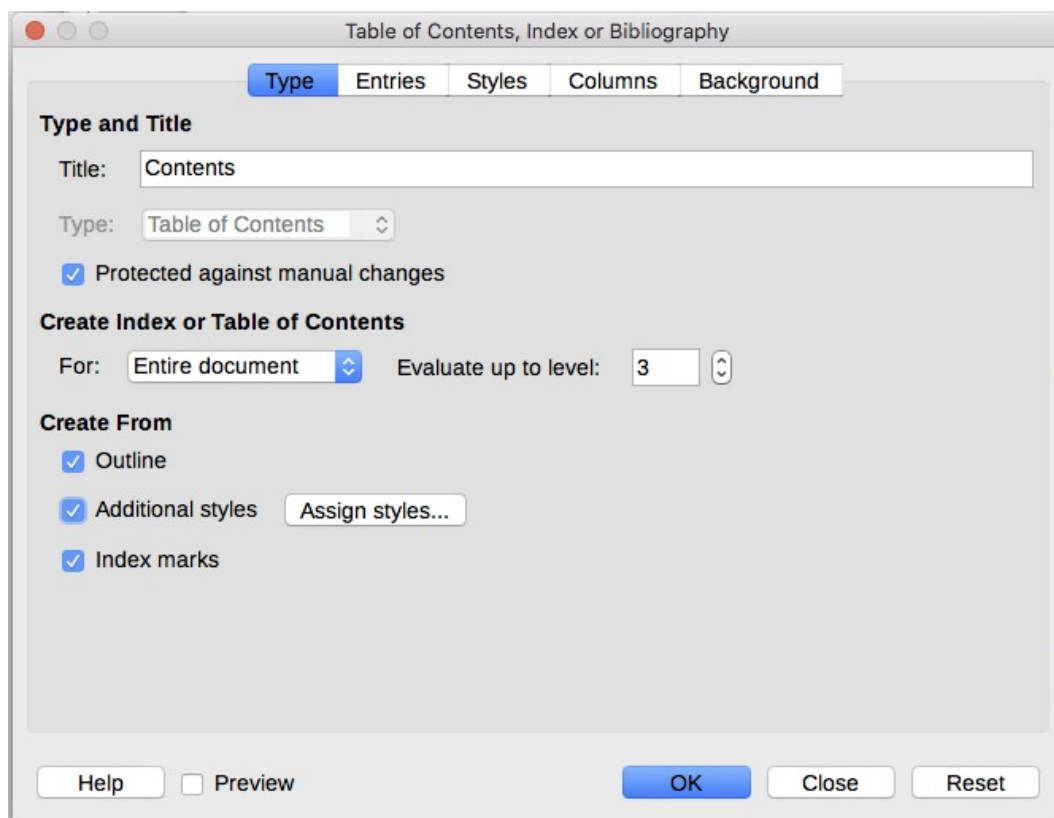 Table of Contents, Index or Bibliography
Type Entries Styles Columns Background
Type and Title
Title: Contents
Type: Table of Contents
Protected against manual changes
Create Index or Table of Contents
For: Entire document Evaluate up to level: 3
Create From
Outline
Additional styles Assign styles...
Index marks
Help Preview OK Close Reset